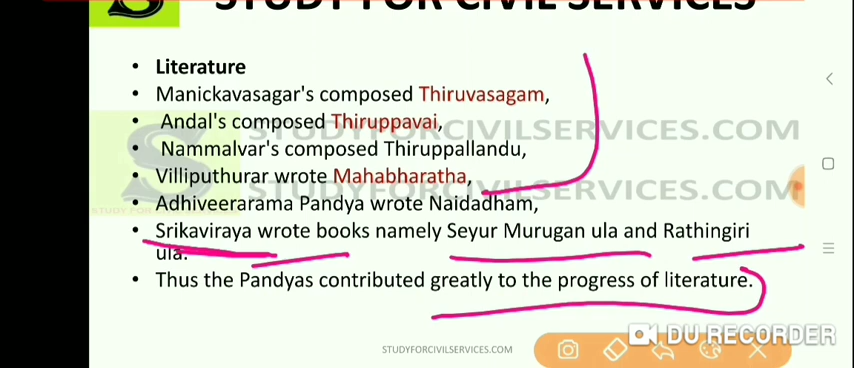 STUDY FOR CIVIL SERVICES
• Literature
• Manickavasagar's composed Thiruvasagam,
• Andal's composed Thiruppavai,
STUDYFORCIVILSERVICES.COM
• Nammalvar's composed Thiruppallandu,
• Villiputhurar wrote Mahabharatha,
STUDYFORCIVILSERVICES.COM
• Adhiveerarama Pandya wrote Naidadham,
• Srikaviraya wrote books namely Seyur Murugan ula and Rathingiri
ula.
• Thus the Pandyas contributed greatly to the progress of literature.
DU RECORDER
STUDYFORCIVILSERVICES.COM